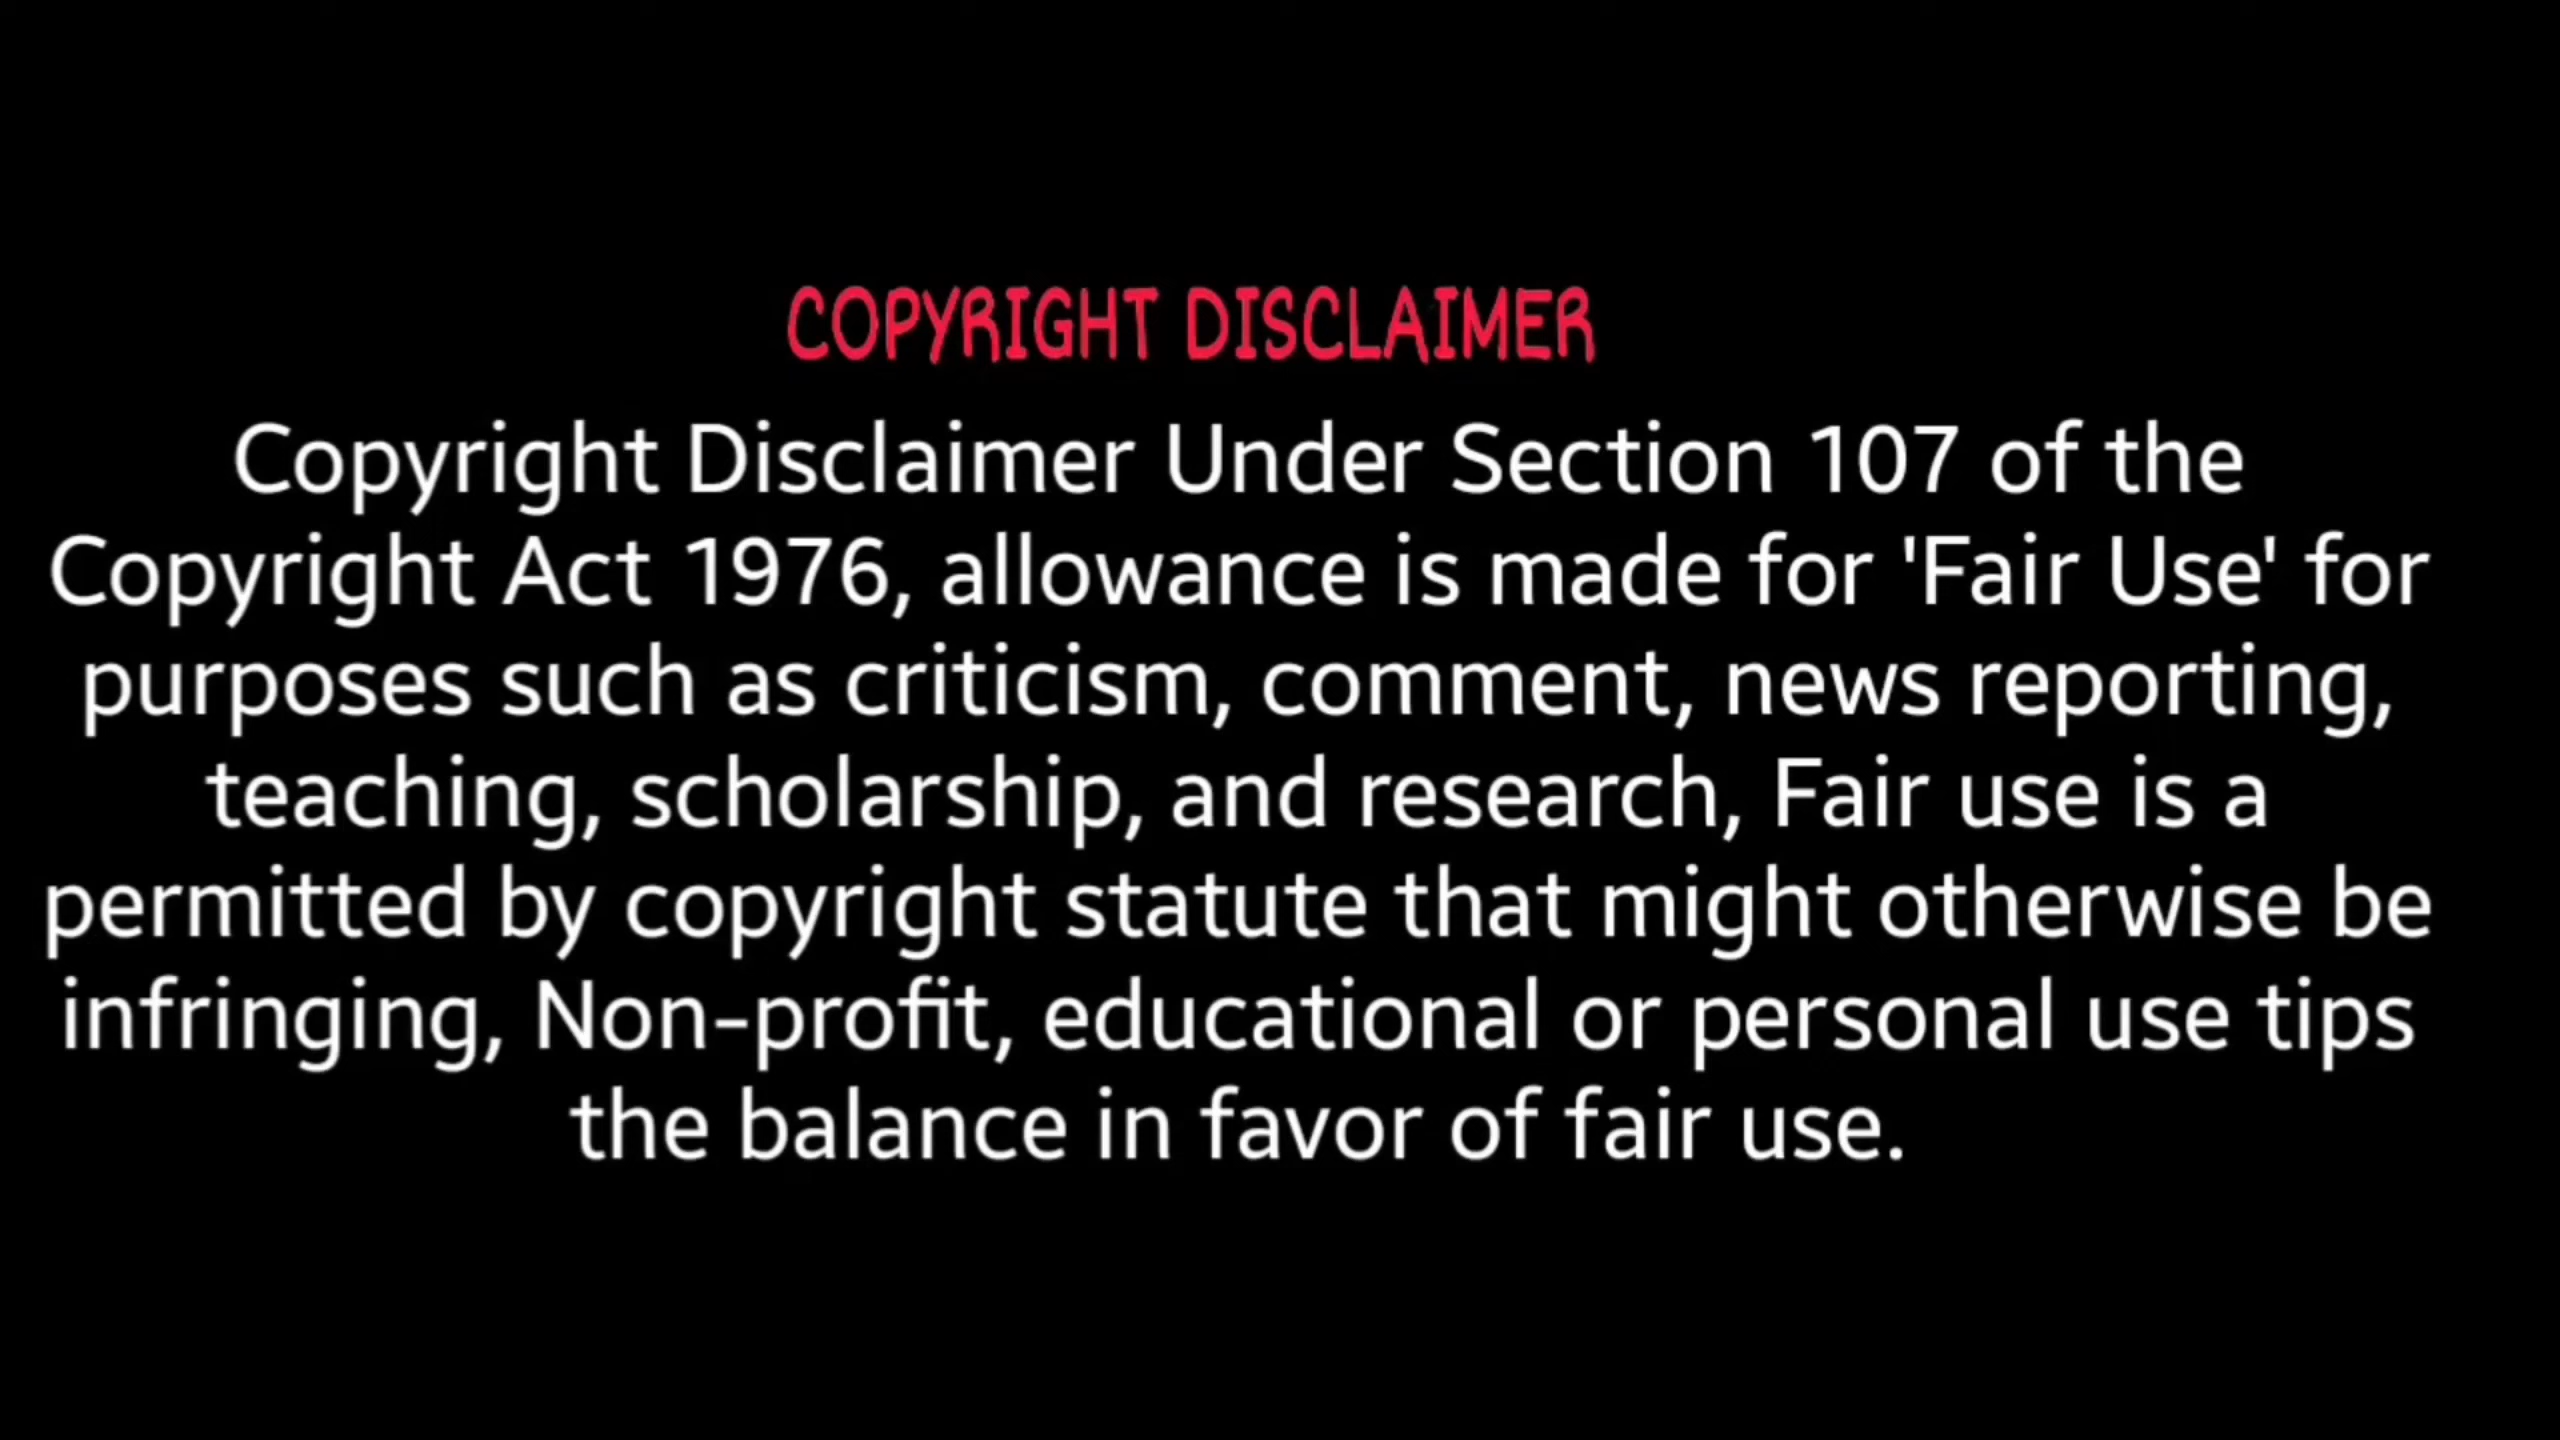 COPYRIGHT DISCLAIMER
Copyright Disclaimer Under Section 107 of the
Copyright Act 1976, allowance is made for 'Fair Use' for
purposes such as criticism, comment, news reporting,
teaching, scholarship, and research, Fair use is a
permitted by copyright statute that might otherwise be
infringing, Non-profit, educational or personal use tips
the balance in favor of fair use.